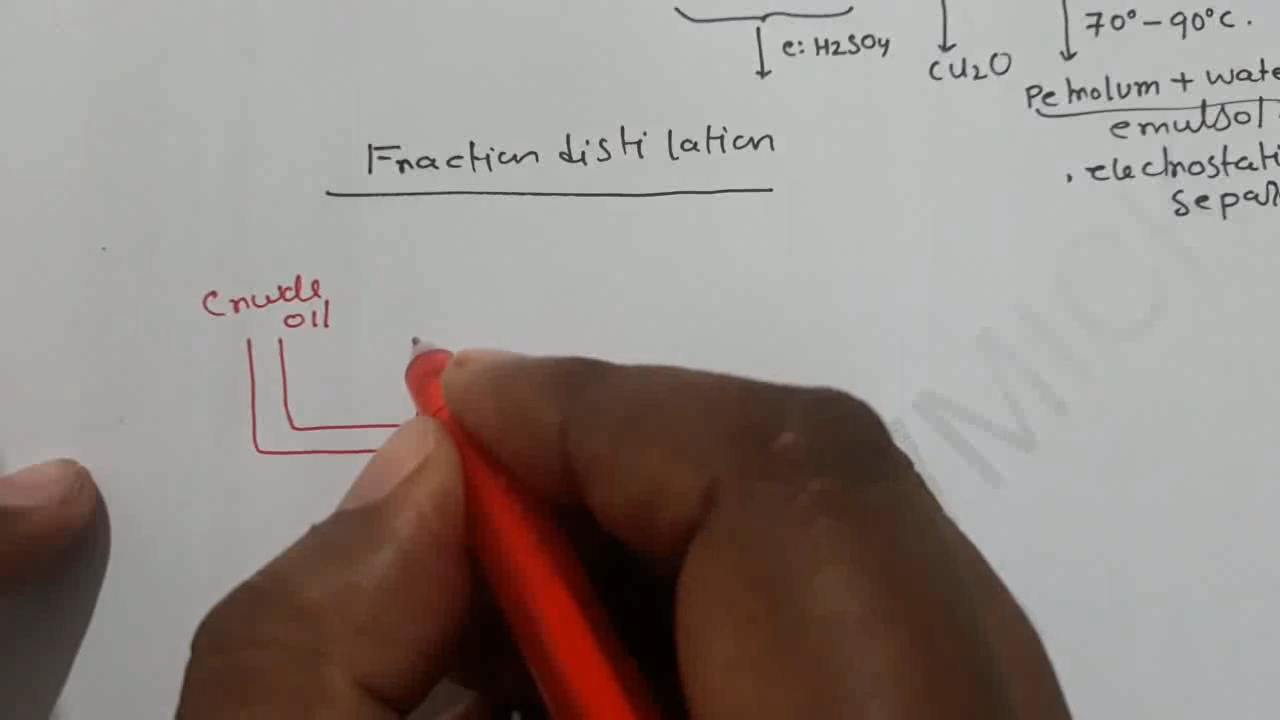 70°-90°C.
C: H2SO4
CU2O
Petrolum + wate
emulsol
Fraction distilation
. electrostati
separ
Crude
oil